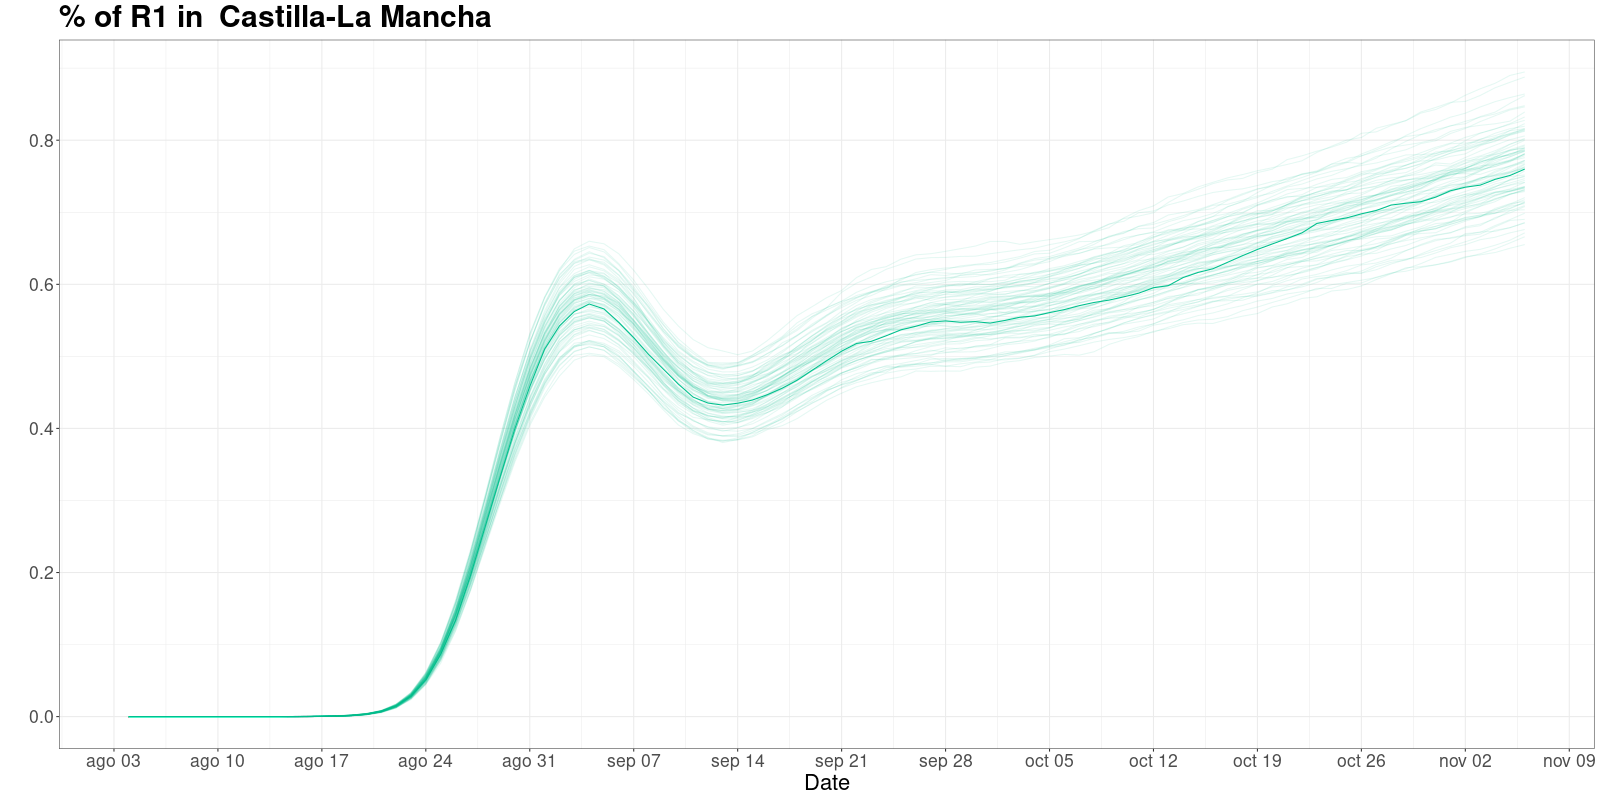 % of R1 in  Castilla-La Mancha
0.8
0.6
0.4
0.2
0.0
ago 03 ago 10 ago 17 ago 24 ago 31 sep 07 sep 14 sep 21 sep 28 oct 05 oct 12 oct 19 oct 26 nov 02 nov 09
Date